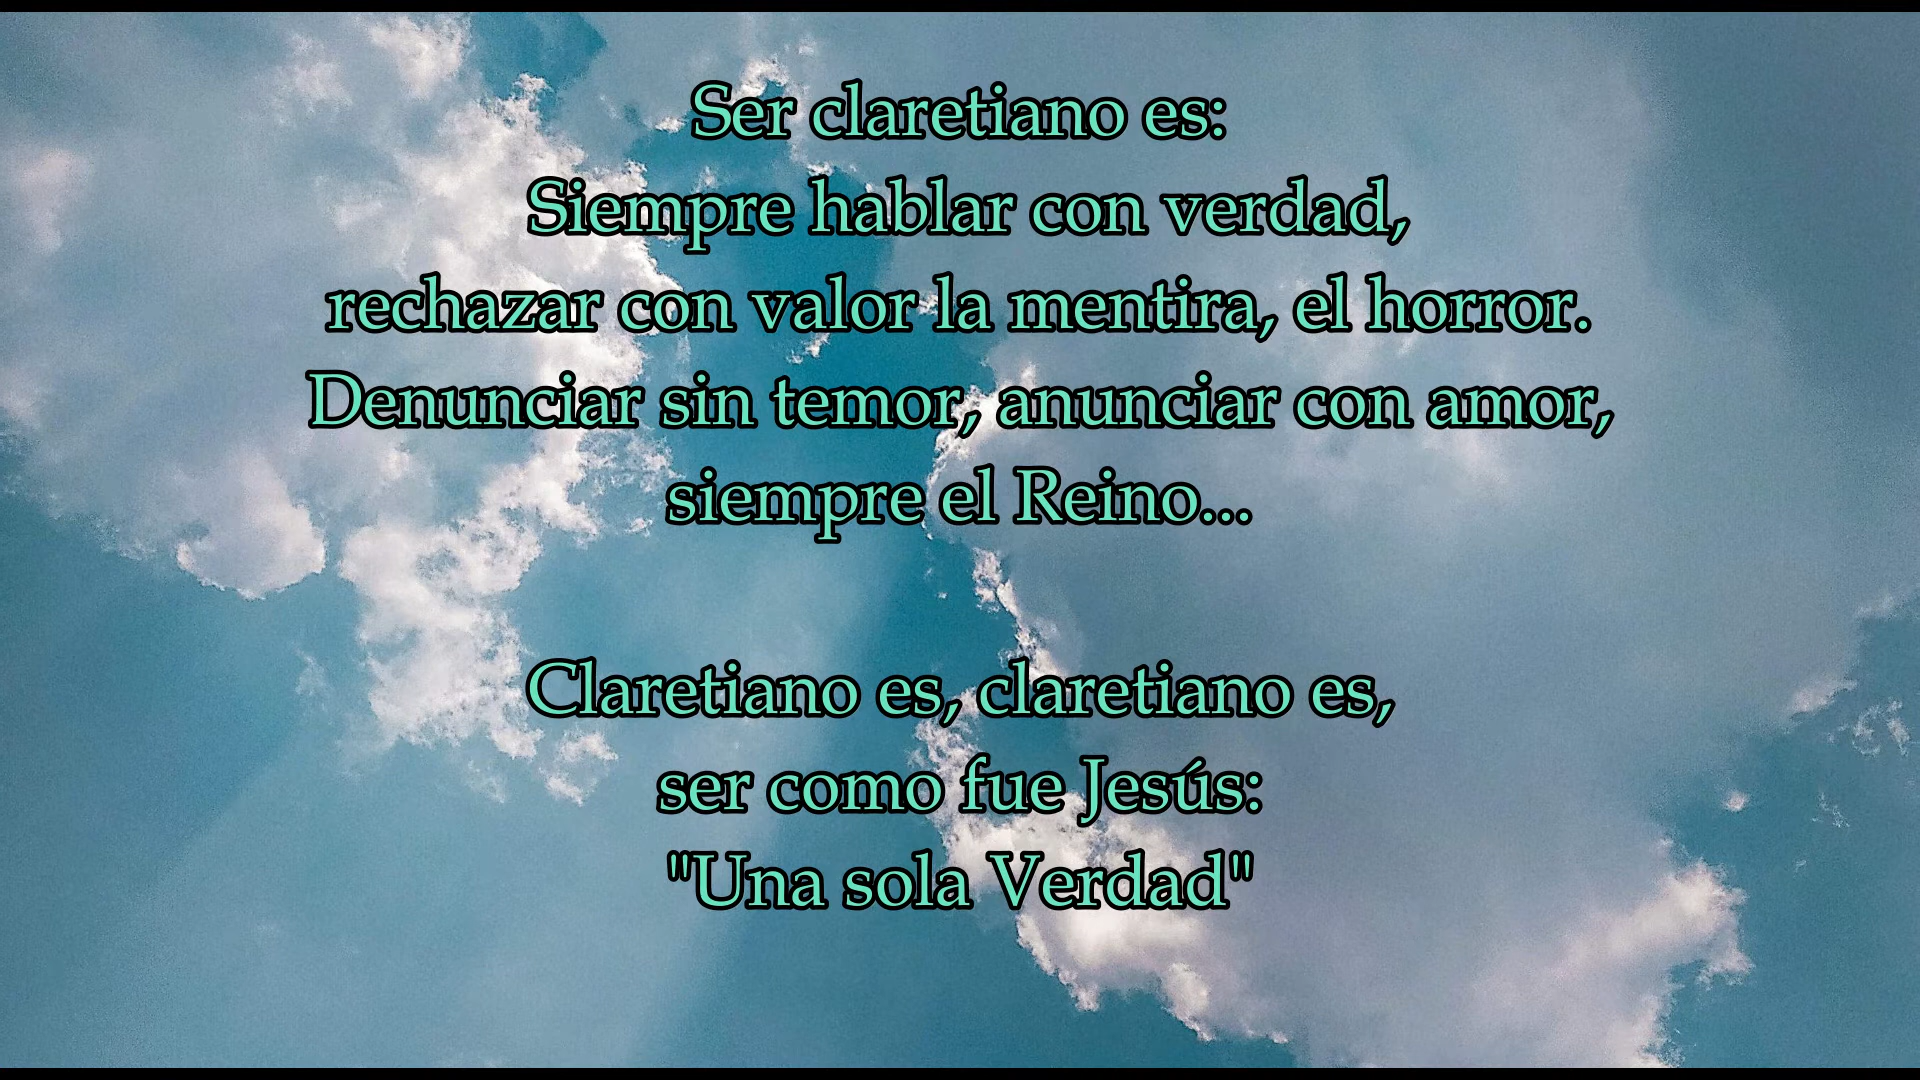 Ser claretiano es:
Siempre hablar con verdad,
rechazar con valor la mentira, el horror.
Denunciar sin temor, anunciar con amor,
siempre el Reino...
Claretiano es, claretiano es,
ser como fue Jesús:
"Una sola Verdad"